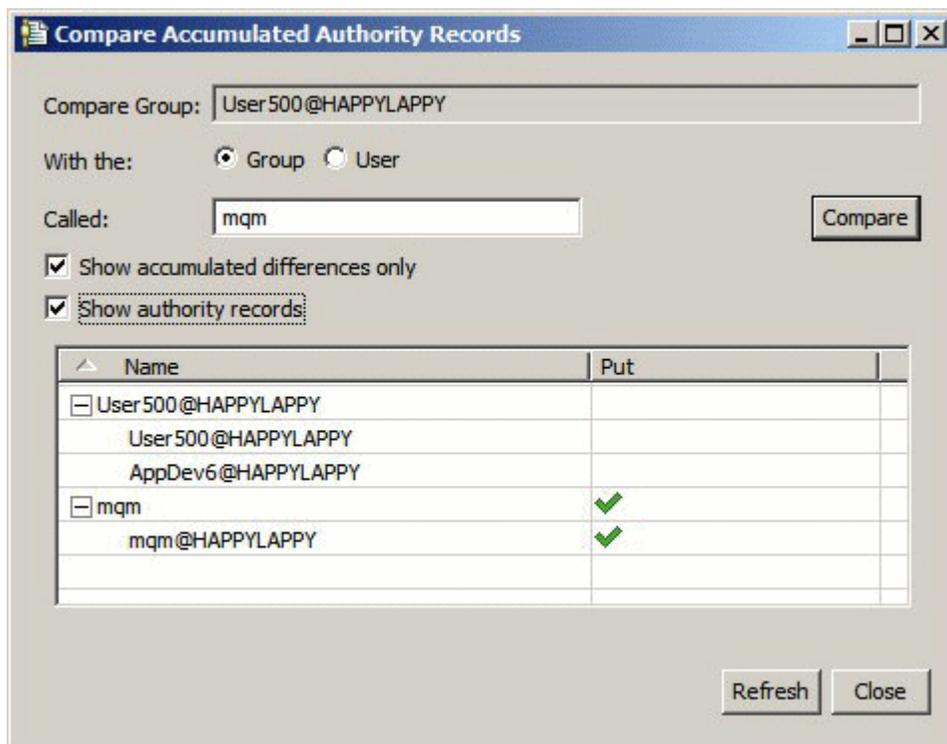 Compare Accumulated Authority Records
Compare Group: User500@HAPPYLAPPY
With the: Group User
Called: mqm Compare
Show accumulated differences only
Show authority records
Name Put
User500@HAPPYLAPPY
User500@HAPPYLAPPY
AppDev6@HAPPYLAPPY
mqm
mqm@HAPPYLAPPY
Refresh Close